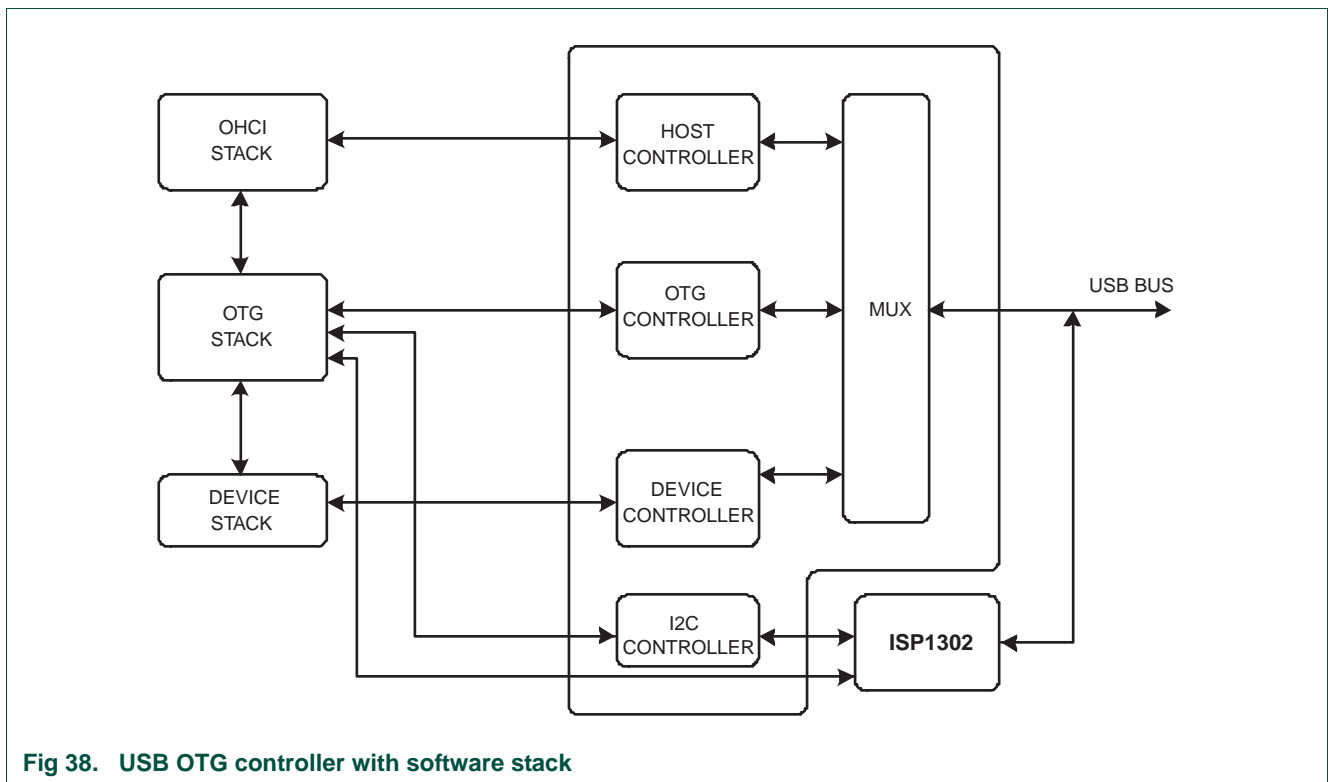 OHCI
STACK
HOST
CONTROLLER
OTG
STACK
OTG
CONTROLLER
MUX
USB BUS
DEVICE
STACK
DEVICE
CONTROLLER
I2C
CONTROLLER
ISP1302
Fig 38. USB OTG controller with software stack